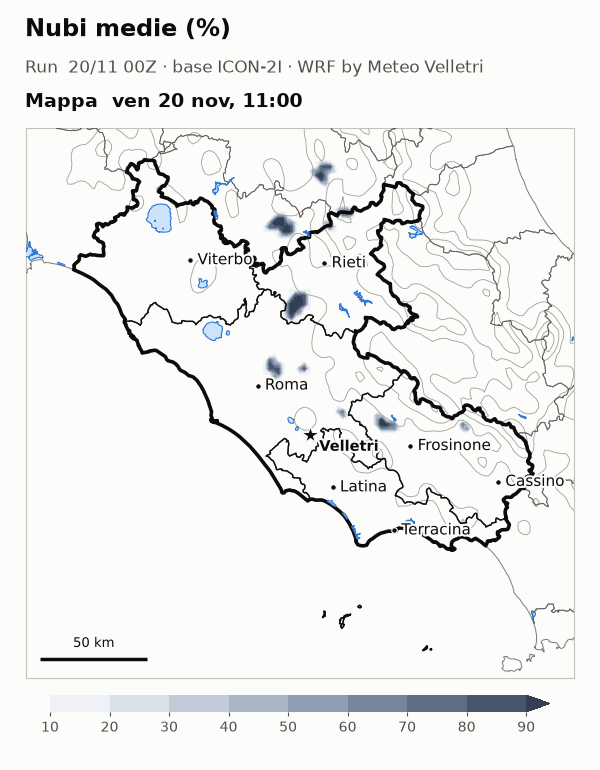 Nubi medie (%)
Run  20/11 00Z · base ICON-2I · WRF by Meteo Velletri
Mappa  ven 20 nov, 11:00
Viterbo
Rieti
Roma
Velletri
Frosinone
Cassino
Latina
Terracina
50 km
10 20 30 40 50 60 70 80 90